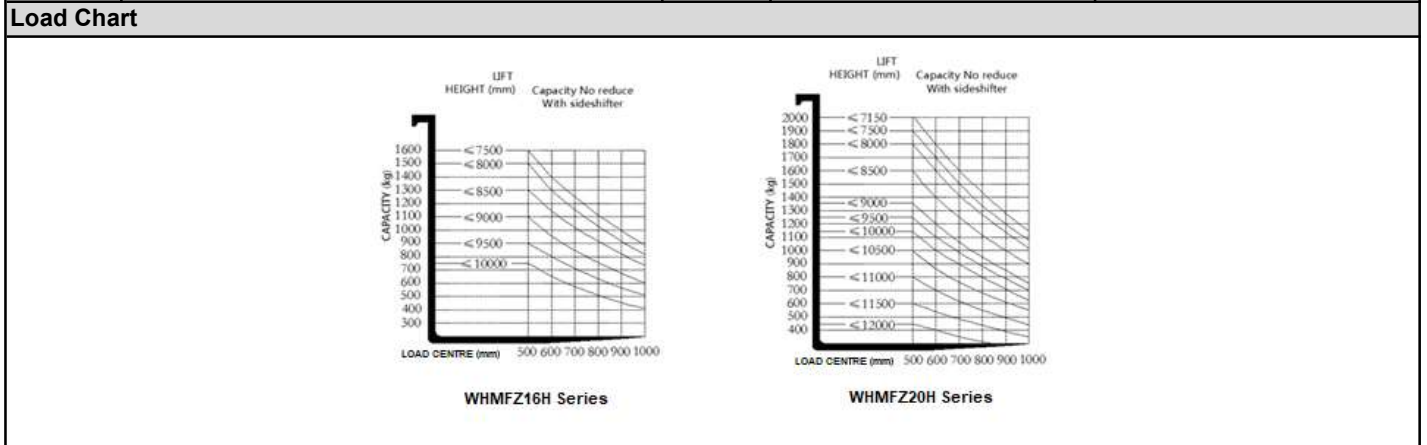 Load Chart
LIFT
HEIGHT (mm)
Capacity No reduce
With sideshifter
CAPACITY (kg)
1600
1500
1400
1300
1200
1100
1000
900
800
700
600
500
400
300
≤7500
≤8000
≤8500
≤9000
≤9500
≤10000
LOAD CENTRE (mm)
500 600 700 800 900 1000
WHMFZ16H Series
LIFT
HEIGHT (mm)
Capacity No reduce
With sideshifter
CAPACITY (kg)
2000
1900
1800
1700
1600
1500
1400
1300
1200
1100
1000
900
800
700
600
500
400
≤7150
≤7500
≤8000
≤8500
≤9000
≤9500
≤10000
≤10500
≤11000
≤11500
≤12000
LOAD CENTRE (mm)
500 600 700 800 900 1000
WHMFZ20H Series